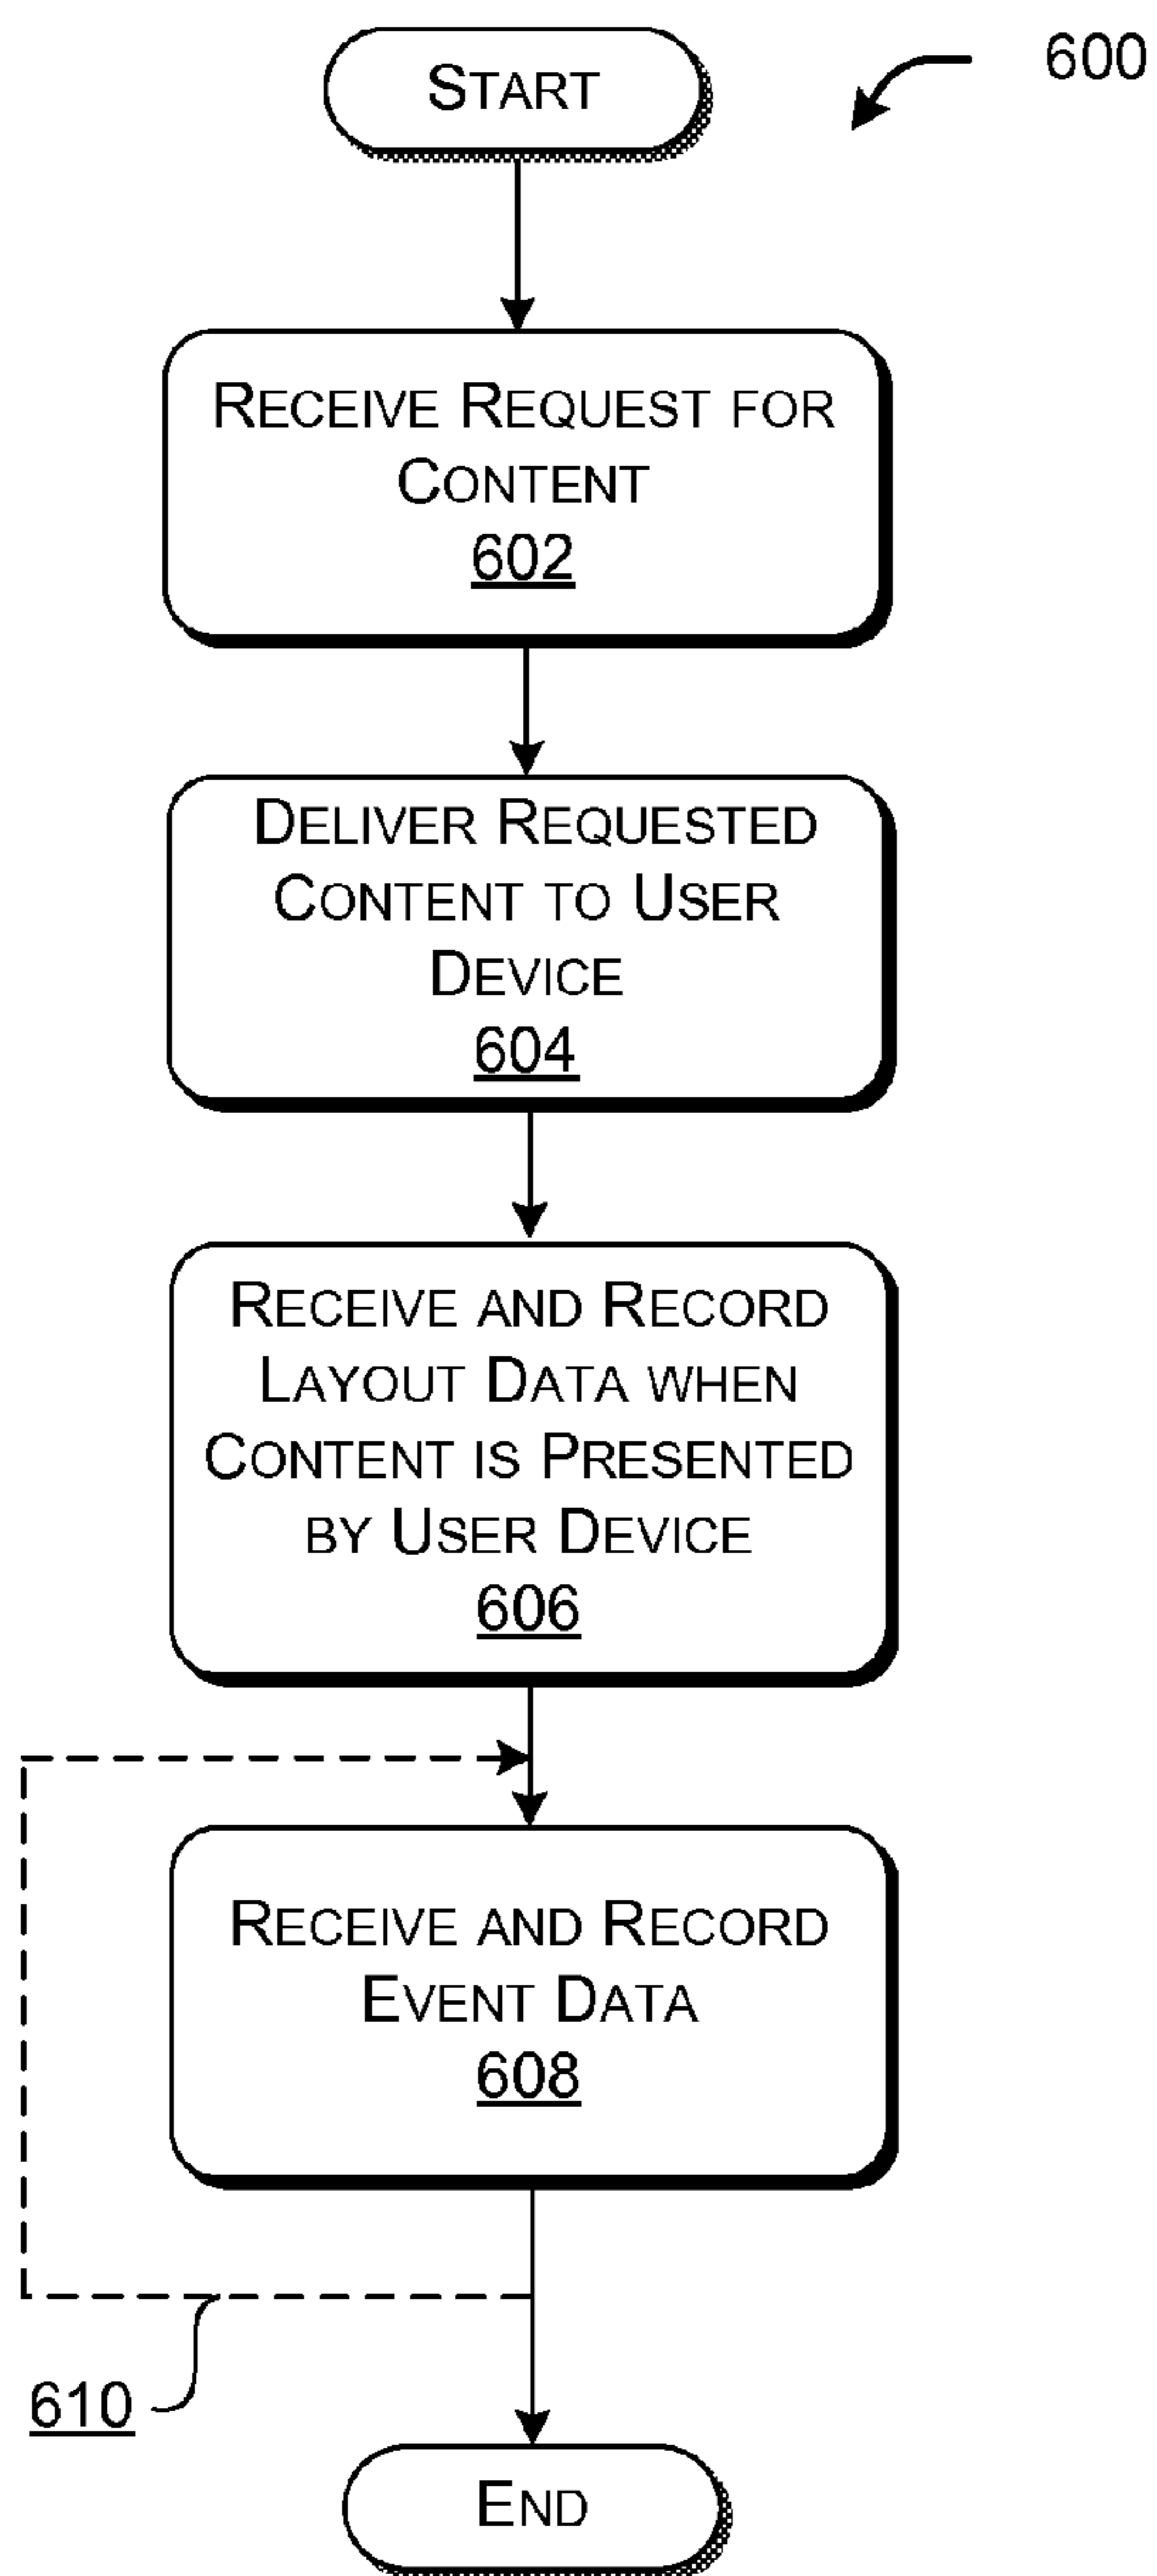 START
600
RECEIVE REQUEST FOR
CONTENT
602
DELIVER REQUESTED
CONTENT TO USER
DEVICE
604
RECEIVE AND RECORD
LAYOUT DATA WHEN
CONTENT IS PRESENTED
BY USER DEVICE
606
RECEIVE AND RECORD
EVENT DATA
608
610
END